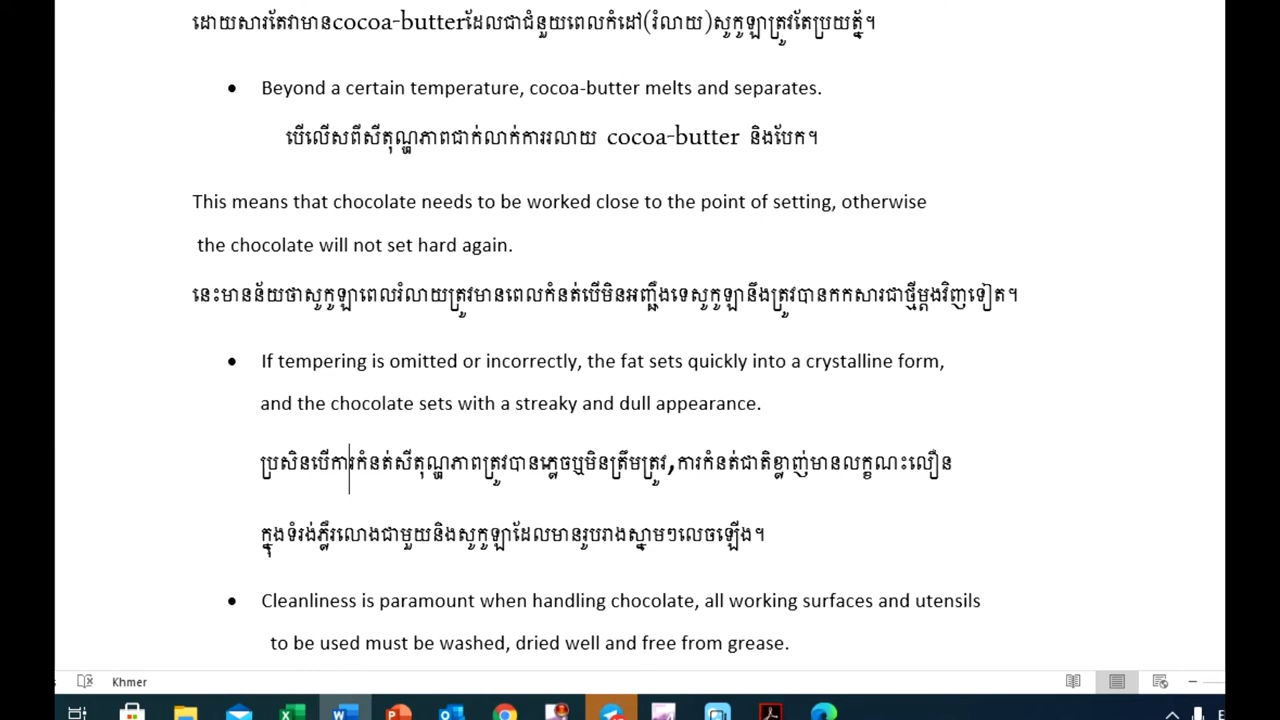 ដោយសារតែវាមានcocoa-butterដែលជាជំនួយពេលកំដៅ(រំលាយ)សូកូឡាត្រូវតែប្រយត្ន័។
• Beyond a certain temperature, cocoa-butter melts and separates.
បើលើសពីសីតុណ្ហភាពជាក់លាក់ការរលាយ cocoa-butter និងបែក។
This means that chocolate needs to be worked close to the point of setting, otherwise
the chocolate will not set hard again.
នេះមានន័យថាសូកូឡាពេលរំលាយត្រូវមានពេលកំនត់បើមិនអញ្ចឹងទេសូកូឡានឹងត្រូវបានកកសារជាថ្មីម្តងវិញទៀត។
• If tempering is omitted or incorrectly, the fat sets quickly into a crystalline form,
and the chocolate sets with a streaky and dull appearance.
ប្រសិនបើការកំនត់សីតុណ្ហភាពត្រូវបានភ្លេចឬមិនត្រឹមត្រូវ,ការកំនត់ជាតិខ្លាញ់មានលក្ខណះលឿន
ក្នុងទំរង់ភ្លឺរលោងជាមួយនិងសូកូឡាដែលមានរូបរាងស្នាមៗលេចឡើង។
• Cleanliness is paramount when handling chocolate, all working surfaces and utensils
to be used must be washed, dried well and free from grease.
Khmer